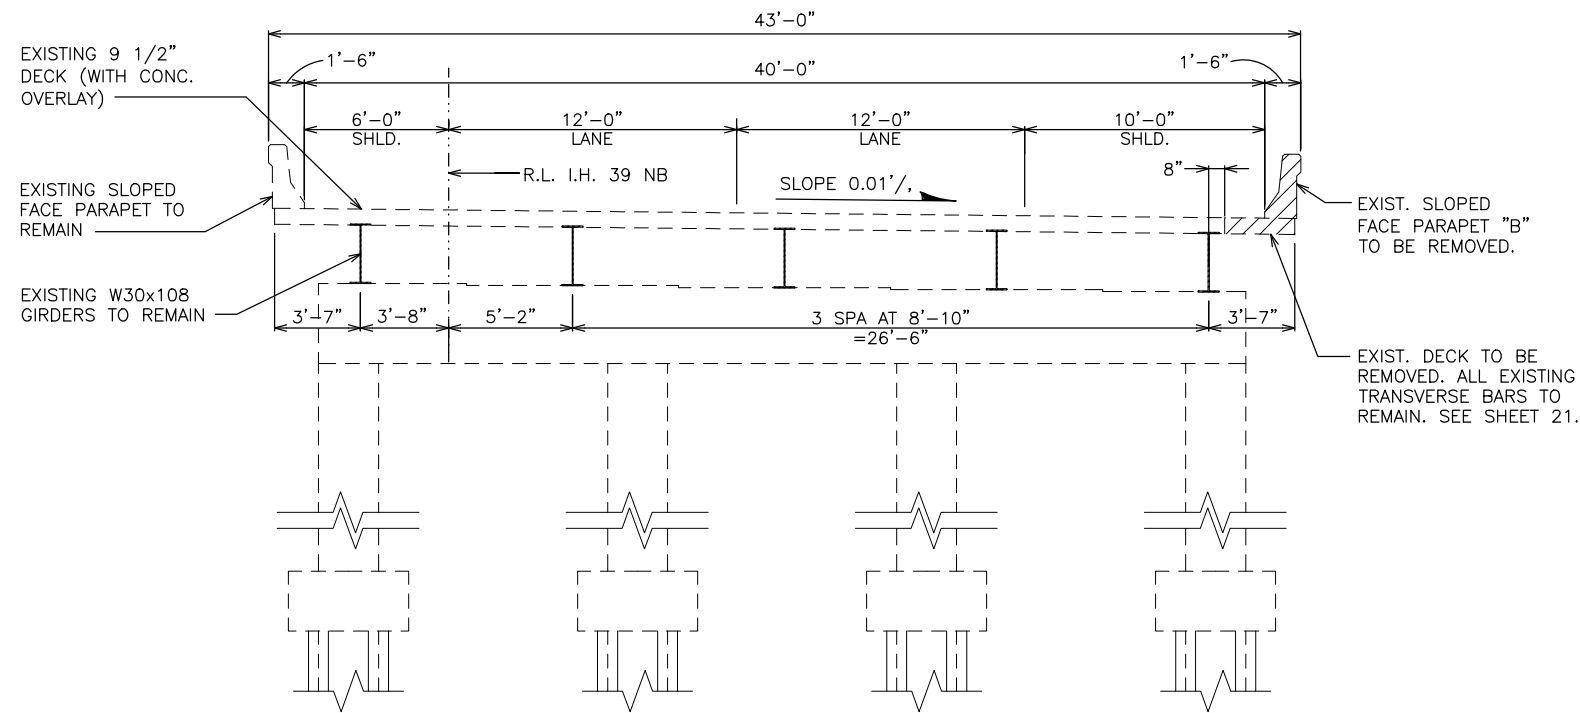 43'-0"
EXISTING 9 1/2"
DECK (WITH CONC.
OVERLAY)
1'-6"
40'-0"
1'-6"
6'-0"
SHLD.
12'-0"
LANE
12'-0"
LANE
10'-0"
SHLD.
8"
R.L. I.H. 39 NB
SLOPE 0.01'/,
EXISTING SLOPED
FACE PARAPET TO
REMAIN
EXIST. SLOPED
FACE PARAPET "B"
TO BE REMOVED.
EXISTING W30x108
GIRDERS TO REMAIN
3'-7"
3'-8"
5'-2"
3 SPA AT 8'-10"
=26'-6"
3'-7"
EXIST. DECK TO BE
REMOVED. ALL EXISTING
TRANSVERSE BARS TO
REMAIN. SEE SHEET 21.